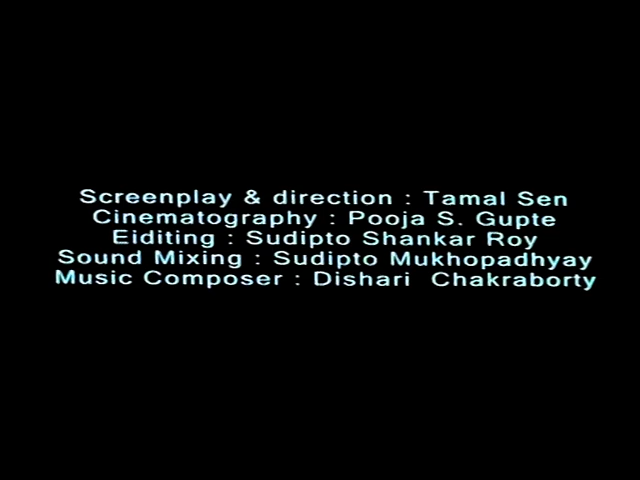 Screenplay & direction : Tamal Sen
Cinematography : Pooja S. Gupte
Eiditing : Sudipto Shankar Roy
Sound Mixing : Sudipto Mukhopadhyay
Music Composer : Dishari Chakraborty